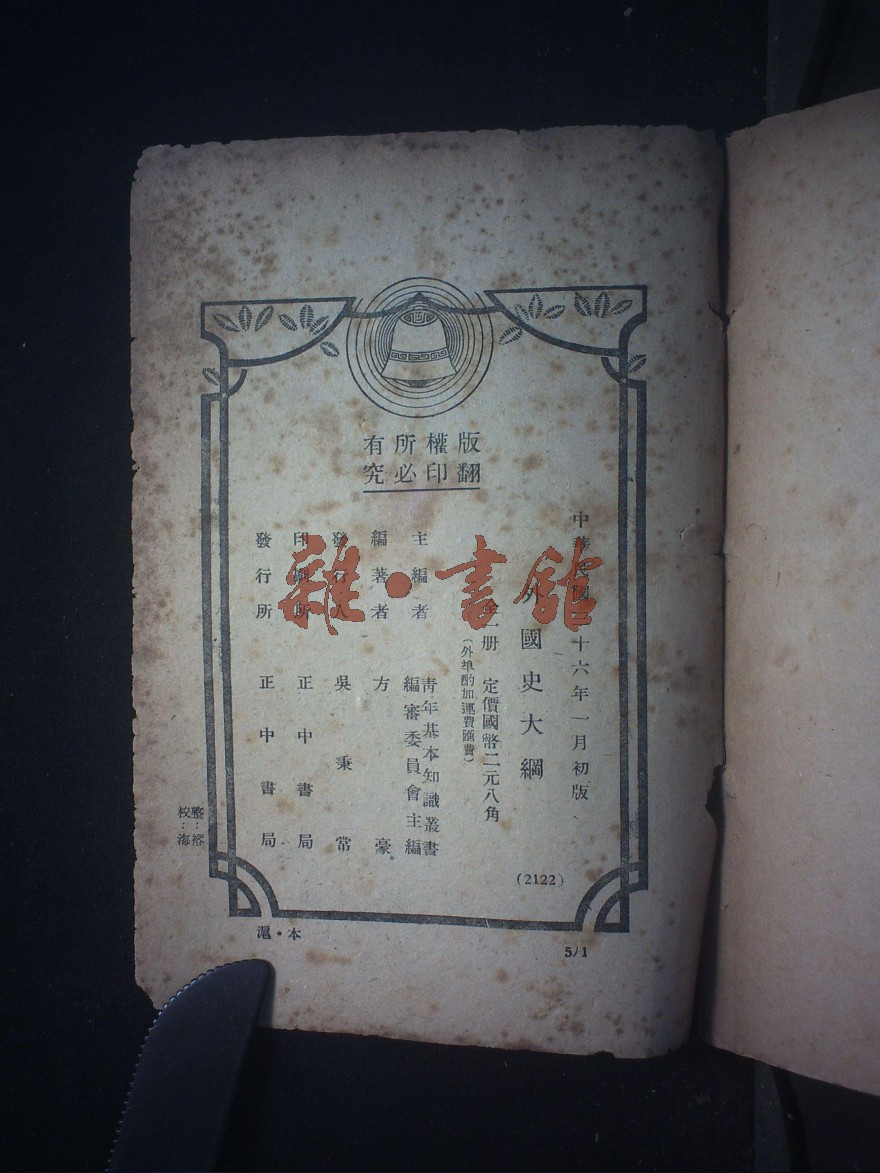 版權所有
翻印必究
中華民國三十六年一月初版
外國史大綱
全一册 定價國幣二元八角
(外埠酌加運費匯費)
主編者 青年基本知識叢書
編審委員會主編
編著者 方豪
發行人 吳秉常
印刷所 正中書局
發行所 正中書局
(2122)
整：裕
校：海
滬・本
5/1
雜・書館